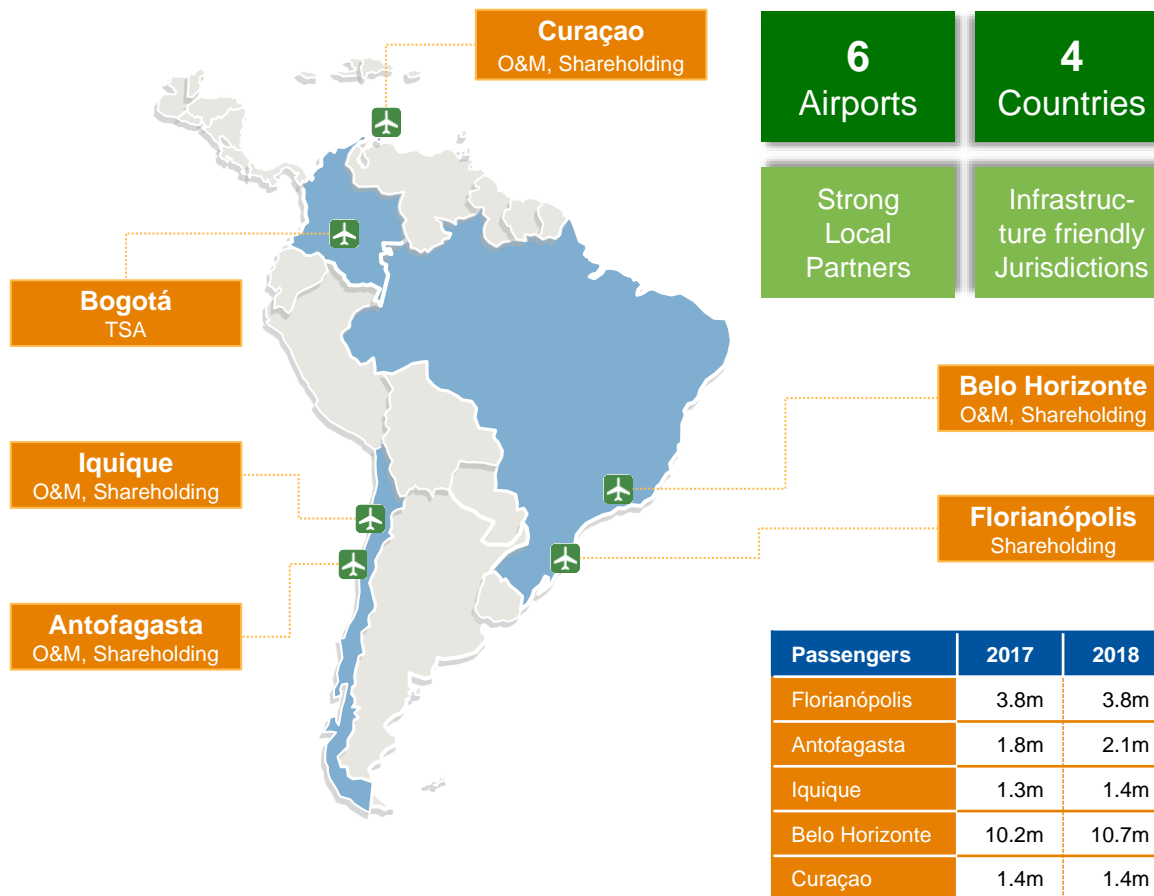 Curaçao
O&M, Shareholding
6
Airports
4
Countries
Strong
Local
Partners
Infrastruc-
ture friendly
Jurisdictions
Bogotá
TSA
Belo Horizonte
O&M, Shareholding
Iquique
O&M, Shareholding
Florianópolis
Shareholding
Antofagasta
O&M, Shareholding
Passengers 2017 2018
Florianópolis 3.8m 3.8m
Antofagasta 1.8m 2.1m
Iquique 1.3m 1.4m
Belo Horizonte 10.2m 10.7m
Curaçao 1.4m 1.4m